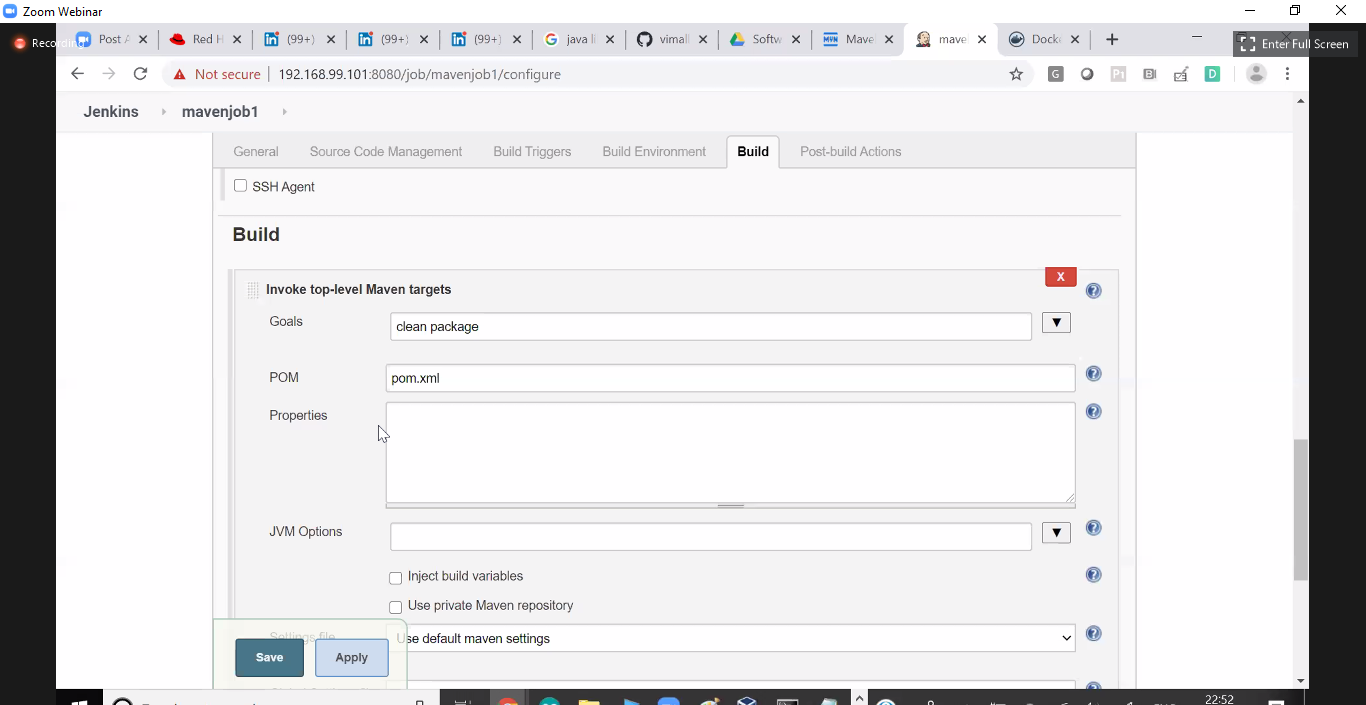 Zoom Webinar
Recording
Post A
Red H
(99+)
(99+)
(99+)
java li
vimall
Softw
Mave
mave
Docke
Enter Full Screen
Not secure
192.168.99.101:8080/job/mavenjob1/configure
Jenkins
mavenjob1
General
Source Code Management
Build Triggers
Build Environment
Build
Post-build Actions
SSH Agent
Build
Invoke top-level Maven targets
X
Goals
clean package
POM
pom.xml
Properties
JVM Options
Inject build variables
Use private Maven repository
Settings file
Use default maven settings
Save
Apply
22:52